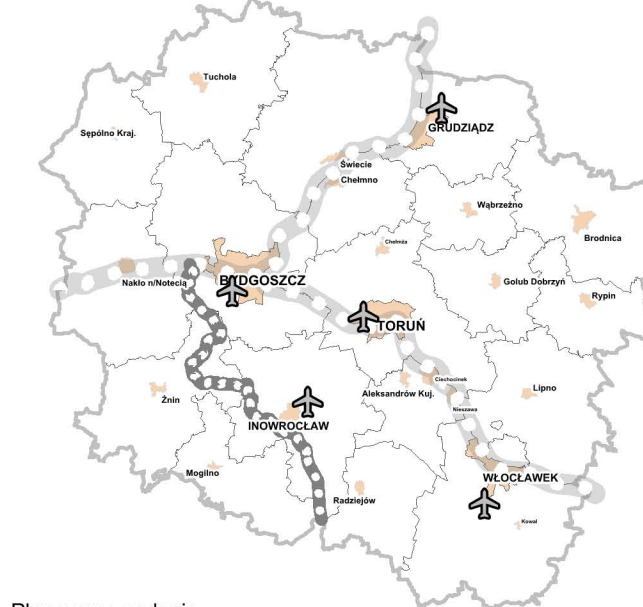 Tuchola
GRUDZIĄDZ
Sępólno Kraj.
Świecie
Chełmno
Wąbrzeźno
Brodnica
Chełmża
Nakło n/Notecią
BYDGOSZCZ
Golub Dobrzyń
Rypin
TORUŃ
Ciechocinek
Aleksandrów Kuj.
Lipno
Żnin
Nieszawa
INOWROCŁAW
Mogilno
WŁOCŁAWEK
Radziejów
Kowal